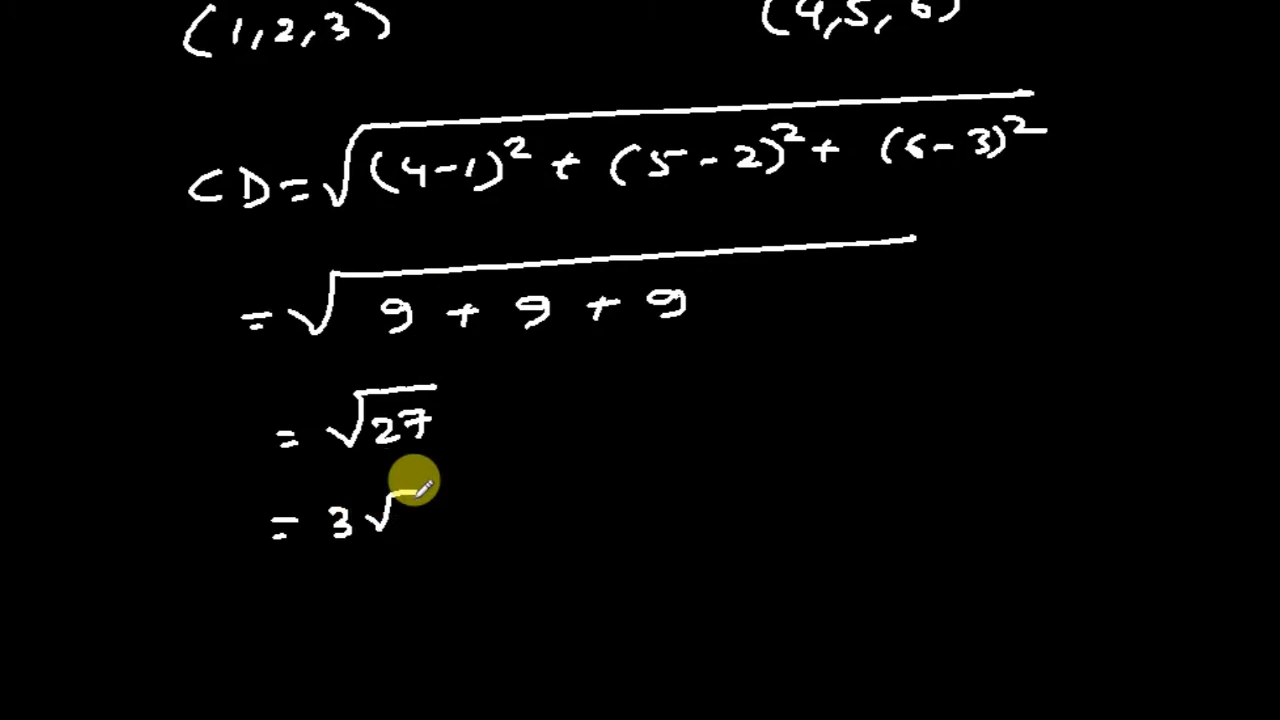 (1,2,3) (4,5,6)
CD=√(4-1)² + (5-2)² + (6-3)²
=√9 + 9 + 9
=√27
=3√